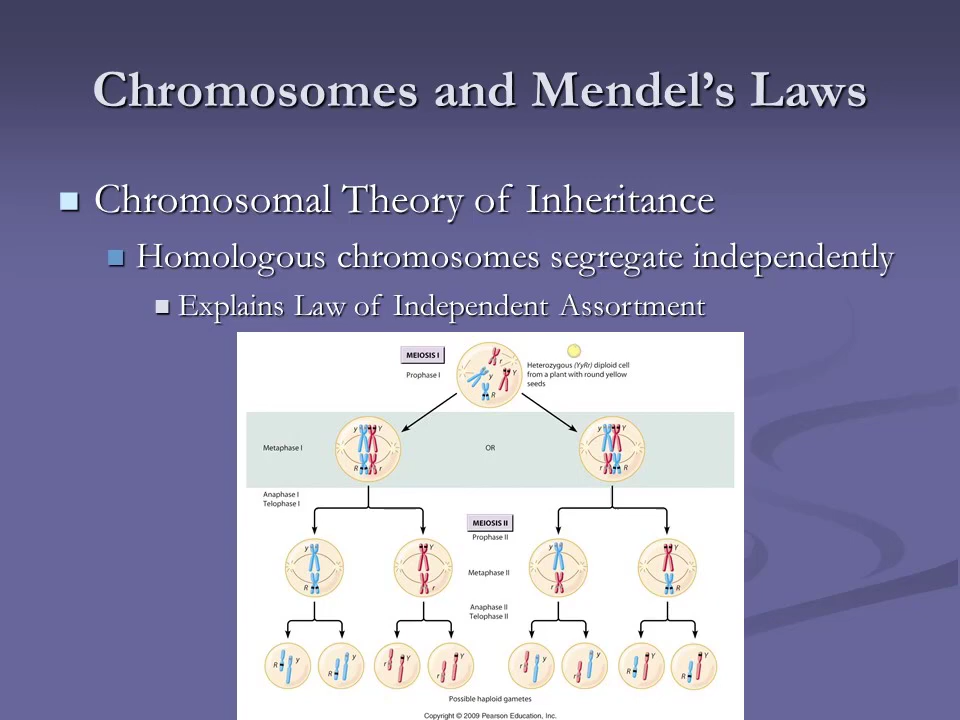 Chromosomes and Mendel's Laws
Chromosomal Theory of Inheritance
Homologous chromosomes segregate independently
Explains Law of Independent Assortment
MEIOSIS I
Prophase I
r
y
Y
R
Heterozygous (YyRr) diploid cell
from a plant with round yellow
seeds
Metaphase I
y Y
R r
OR
y Y
r R
Anaphase I
Telophase I
MEIOSIS II
Prophase II
y
R
Y
r
Metaphase II
y
r
Y
R
Anaphase II
Telophase II
R y
R y
r Y
r Y
r y
r y
R Y
R Y
Possible haploid gametes
Copyright © 2009 Pearson Education, Inc.